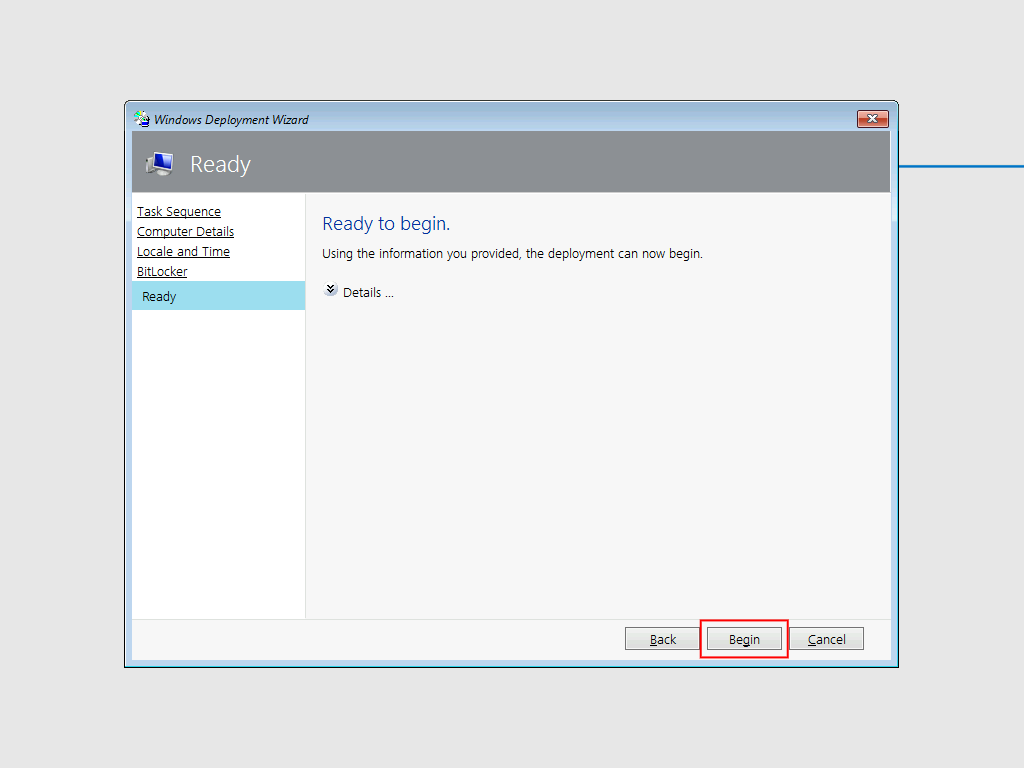 Windows Deployment Wizard
Ready
Task Sequence
Computer Details
Locale and Time
BitLocker
Ready
Ready to begin.
Using the information you provided, the deployment can now begin.
Details ...
Back
Begin
Cancel